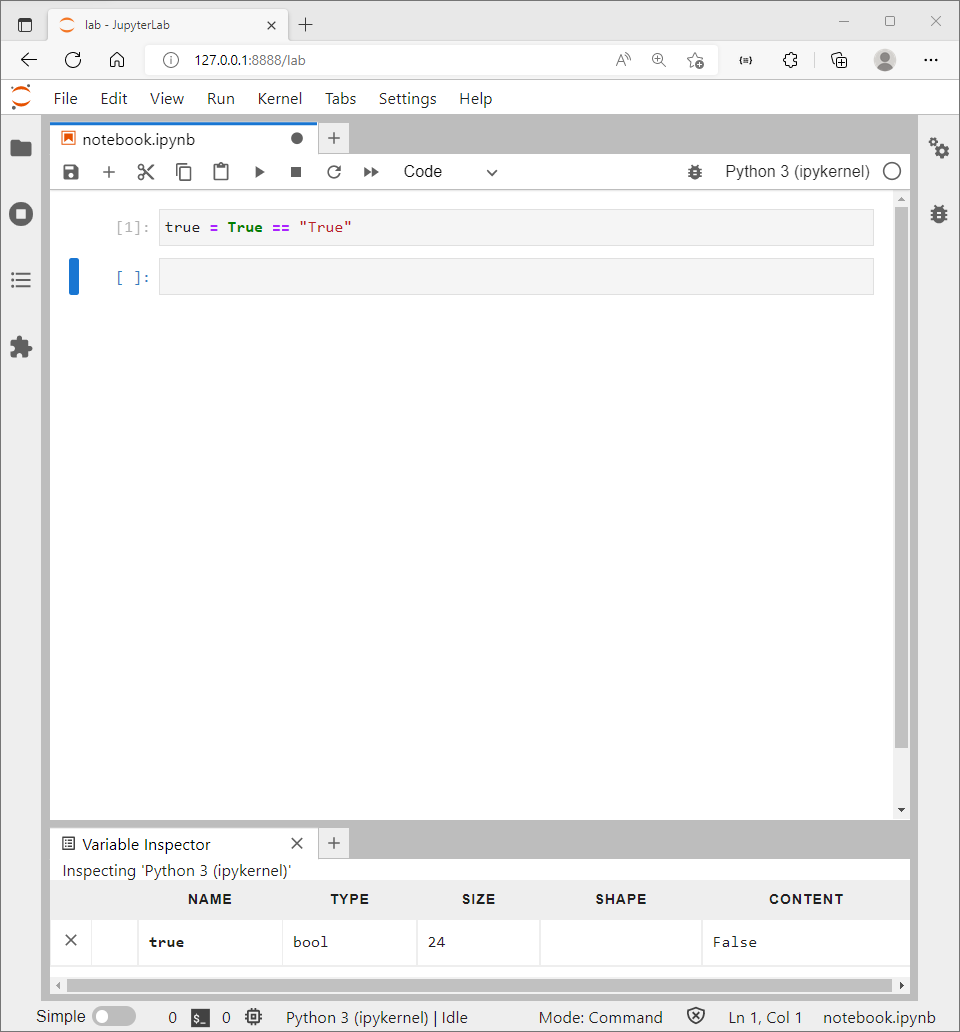 lab - JupyterLab
127.0.0.1:8888/lab
File Edit View Run Kernel Tabs Settings Help
notebook.ipynb
Code Python 3 (ipykernel)
[1]: true = True == "True"
[ ]:
Variable Inspector
Inspecting 'Python 3 (ipykernel)'
NAME TYPE SIZE SHAPE CONTENT
true bool 24 False
Simple 0 $_ 0 Python 3 (ipykernel) | Idle Mode: Command Ln 1, Col 1 notebook.ipynb